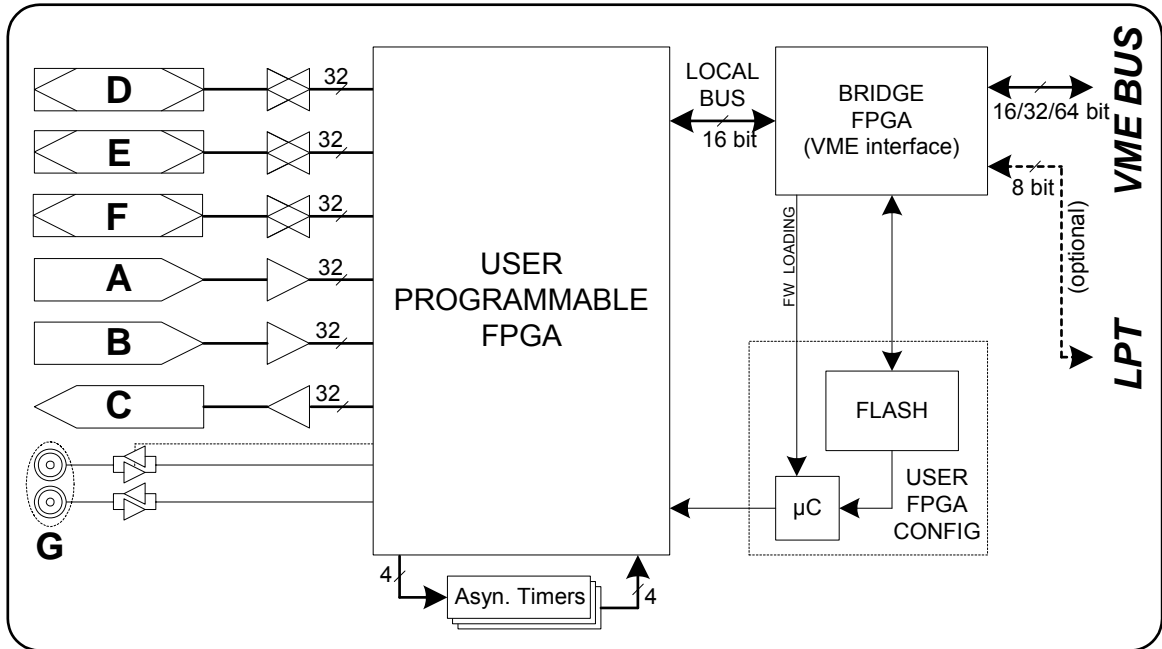 D
32
E
32
F
32
A
32
B
32
C
32
G
USER
PROGRAMMABLE
FPGA
4
Asyn. Timers
4
LOCAL
BUS
16 bit
BRIDGE
FPGA
(VME interface)
16/32/64 bit
8 bit
(optional)
VME BUS
LPT
FW LOADING
FLASH
µC
USER
FPGA
CONFIG